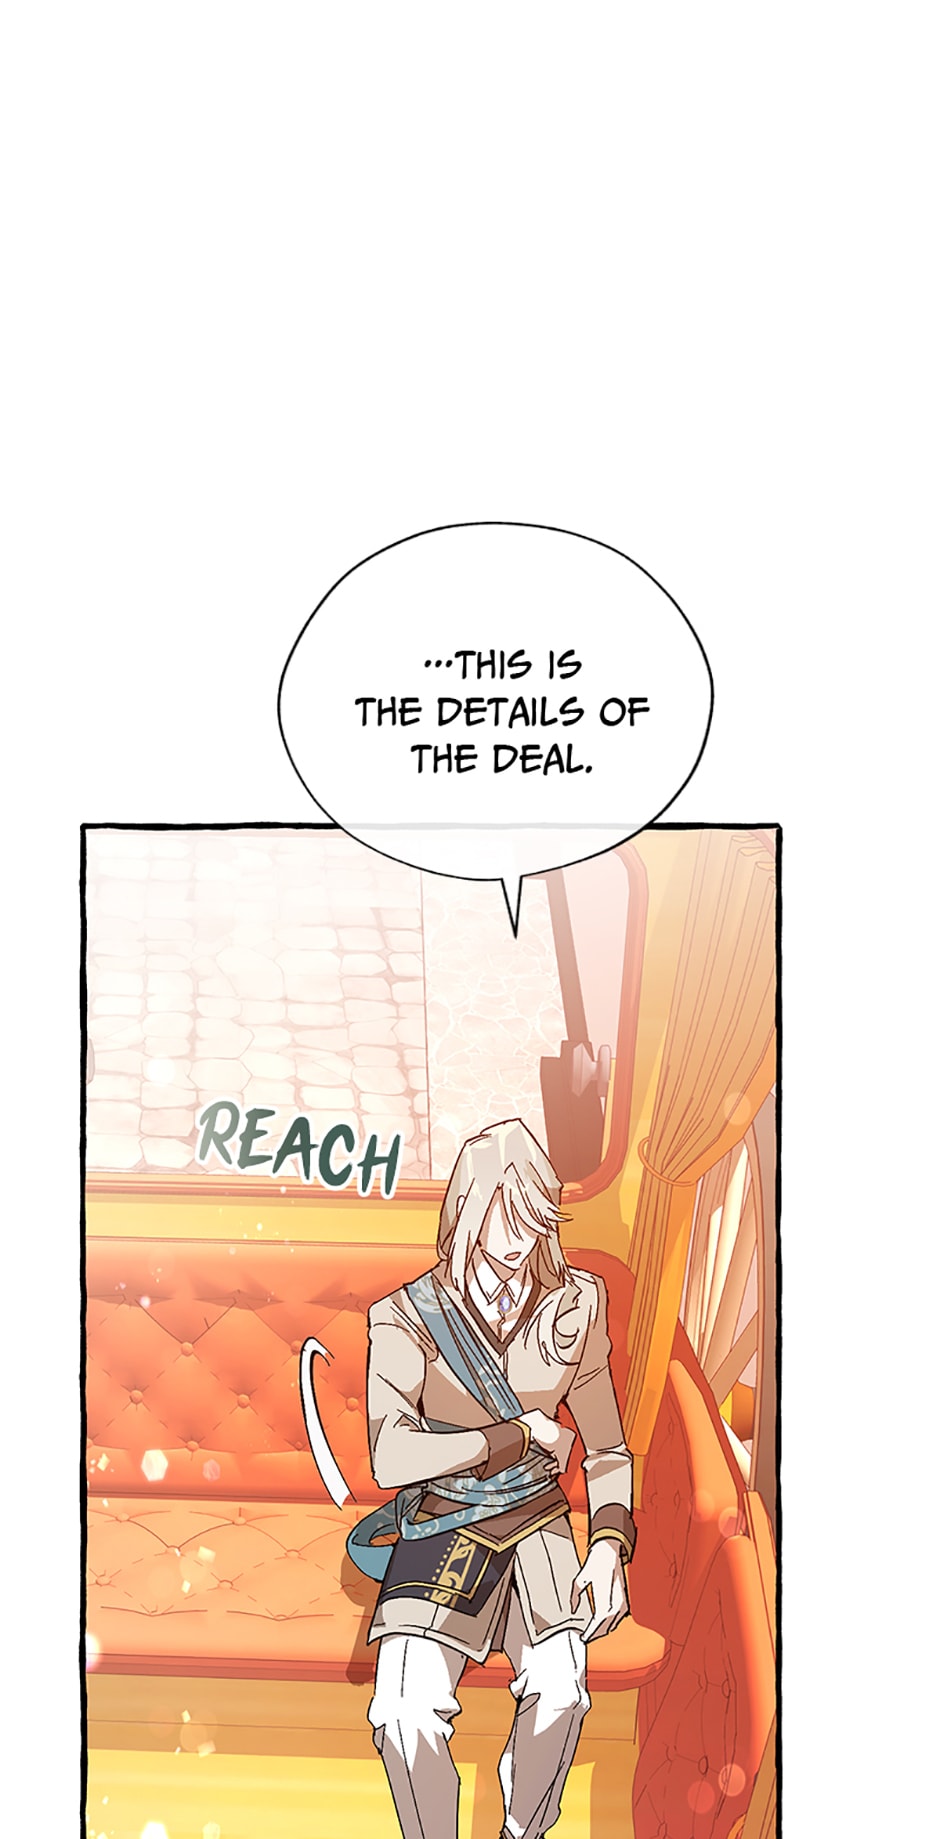 ...THIS IS
THE DETAILS OF
THE DEAL.
REACH